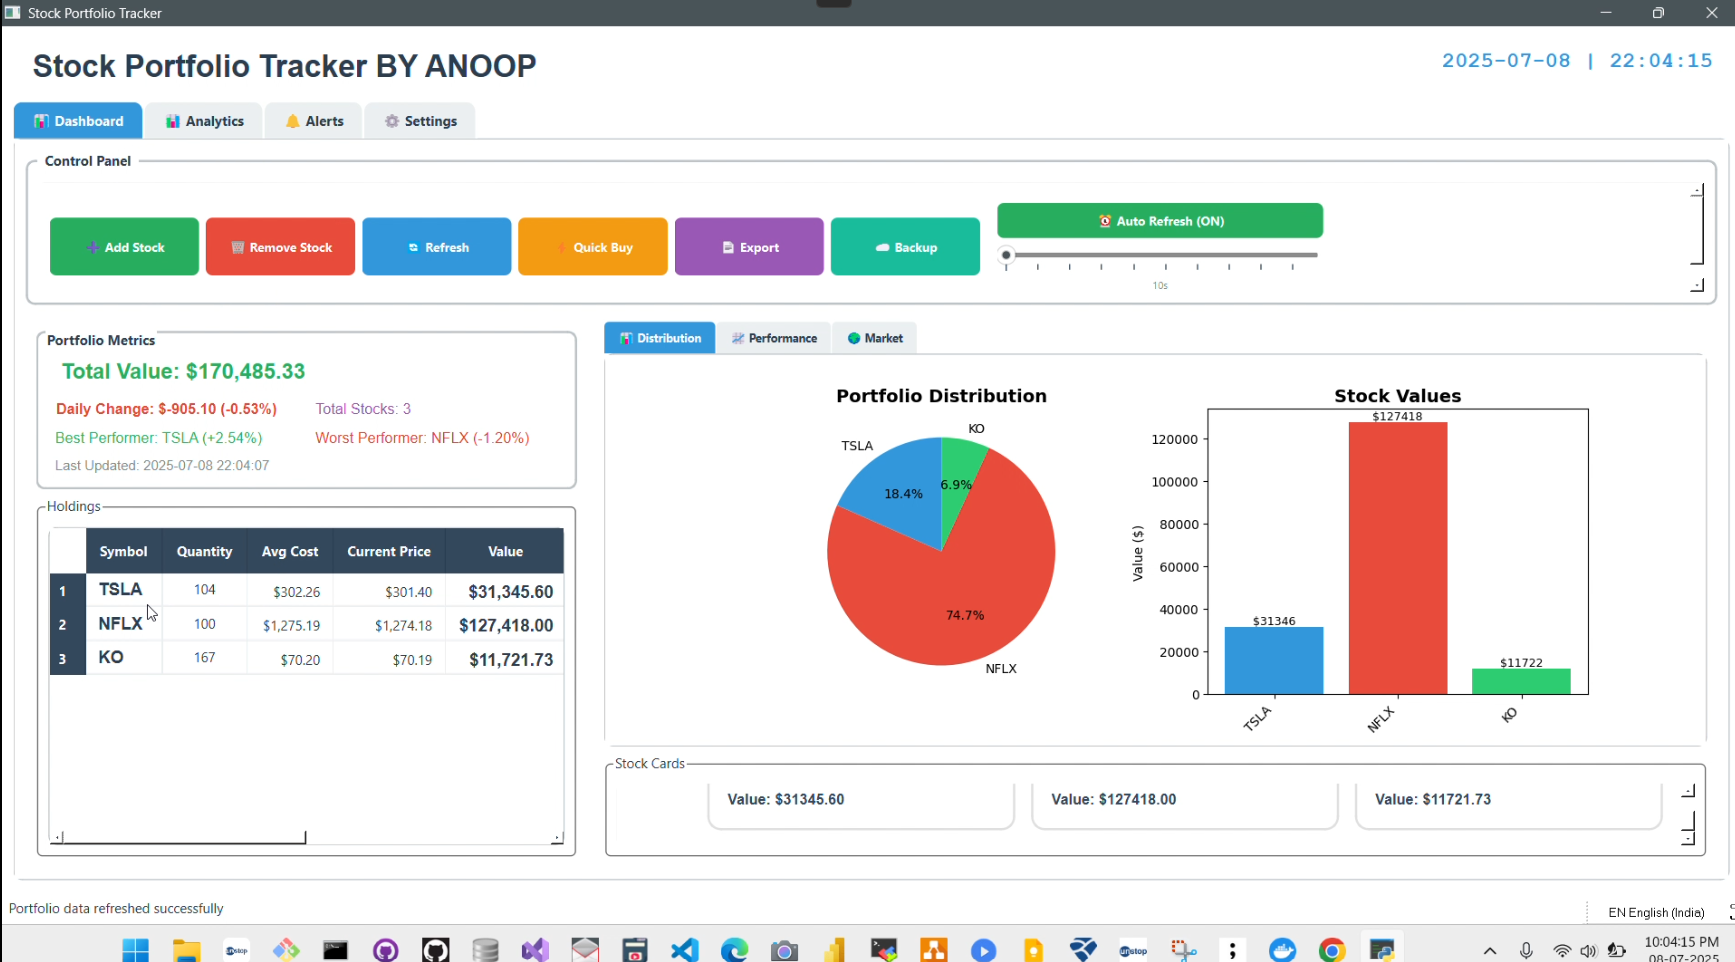 Stock Portfolio Tracker
Stock Portfolio Tracker BY ANOOP
2025-07-08 | 22:04:15
Dashboard
Analytics
Alerts
Settings
Control Panel
Add Stock
Remove Stock
Refresh
Quick Buy
Export
Backup
Auto Refresh (ON)
10s
Portfolio Metrics
Total Value: $170,485.33
Daily Change: $-905.10 (-0.53%)
Total Stocks: 3
Best Performer: TSLA (+2.54%)
Worst Performer: NFLX (-1.20%)
Last Updated: 2025-07-08 22:04:07
Holdings
Symbol Quantity Avg Cost Current Price Value
1 TSLA 104 $302.26 $301.40 $31,345.60
2 NFLX 100 $1,275.19 $1,274.18 $127,418.00
3 KO 167 $70.20 $70.19 $11,721.73
Distribution
Performance
Market
Portfolio Distribution
KO
TSLA
6.9%
18.4%
74.7%
NFLX
Stock Values
$127418
120000
100000
80000
60000
40000
20000
0
Value ($)
$31346
$11722
TSLA
NFLX
KO
Stock Cards
Value: $31345.60
Value: $127418.00
Value: $11721.73
Portfolio data refreshed successfully
EN English (India)
unstop
unstop
10:04:15 PM
08-07-2025